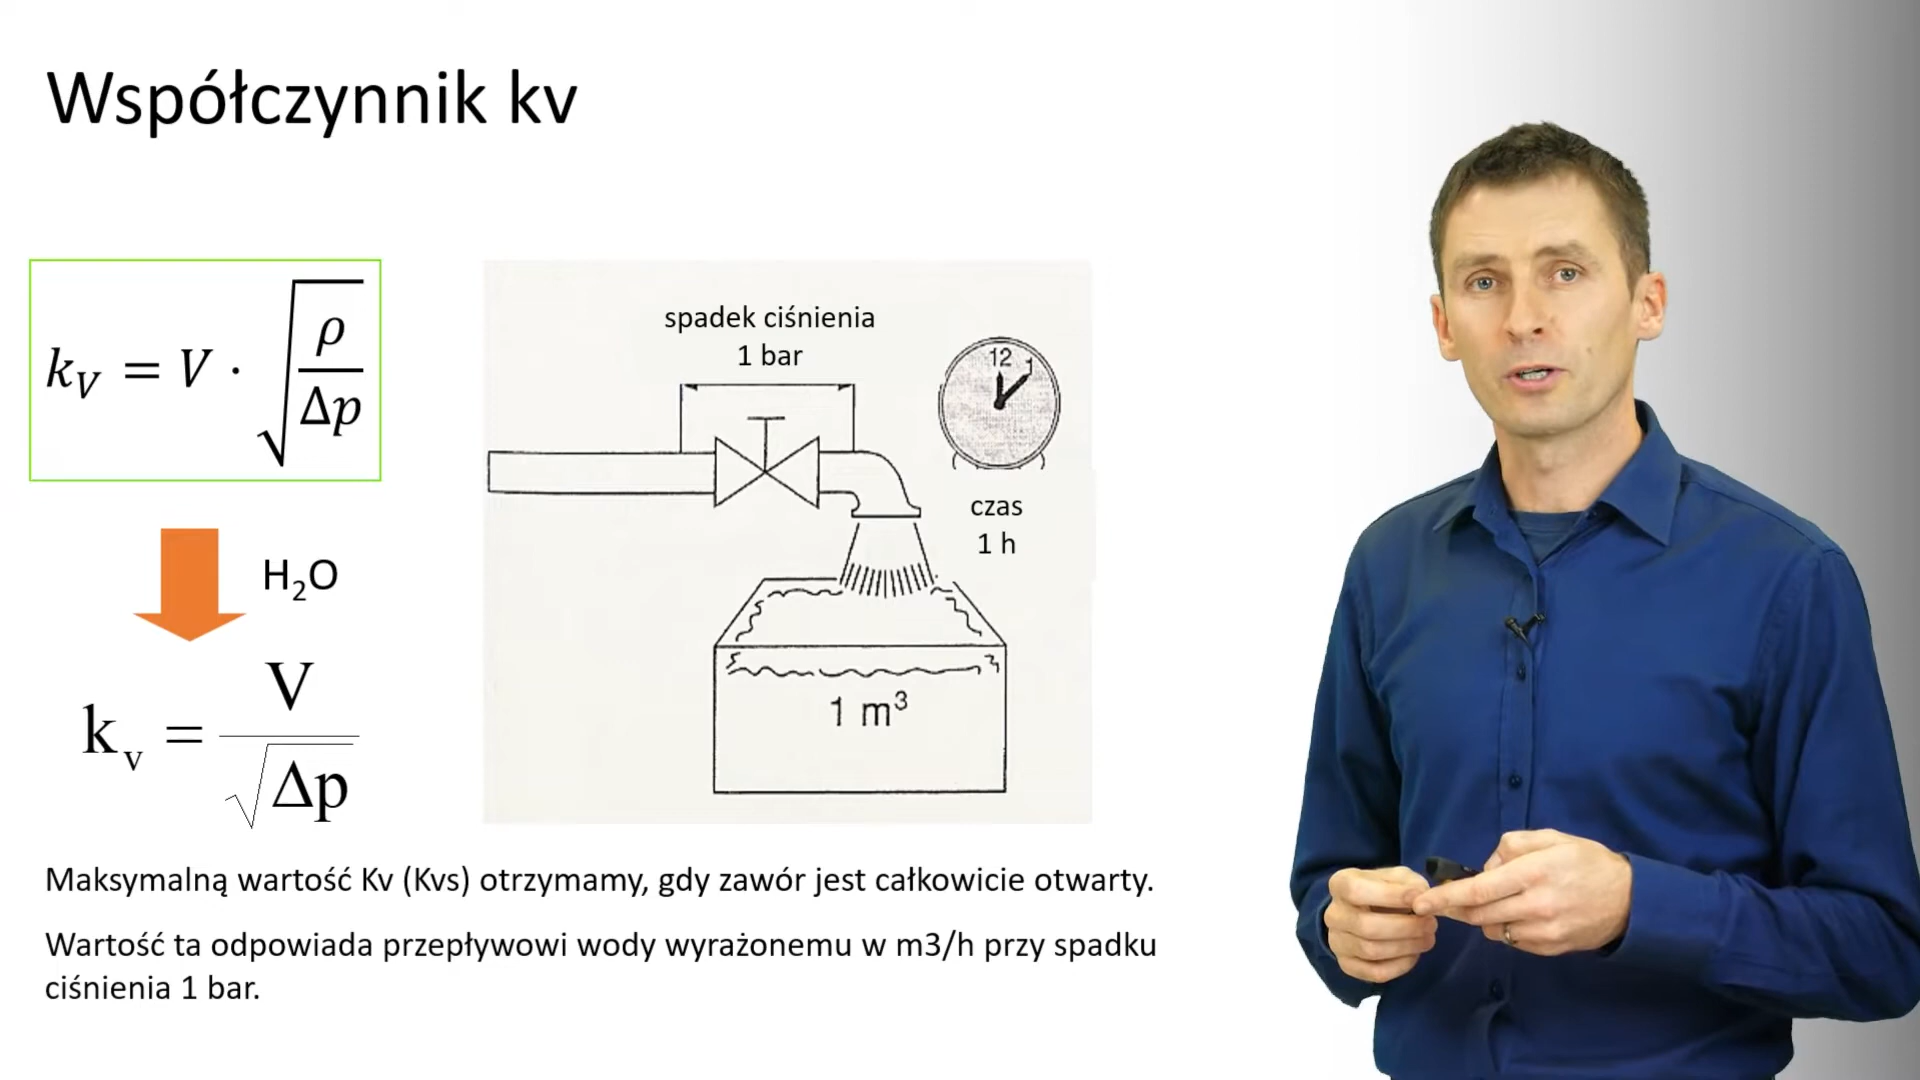 Współczynnik kv
k_V = V · √(ρ/Δp)
spadek ciśnienia
1 bar
12
1
czas
1 h
H₂O
k_v = V/√Δp
1 m³
Maksymalną wartość Kv (Kvs) otrzymamy, gdy zawór jest całkowicie otwarty.
Wartość ta odpowiada przepływowi wody wyrażonemu w m3/h przy spadku
ciśnienia 1 bar.